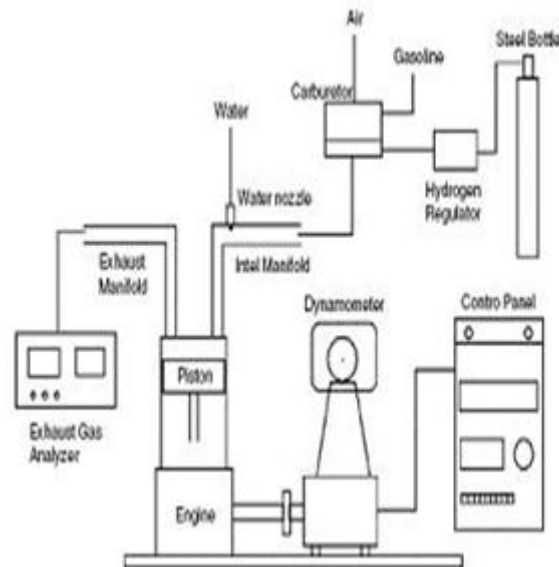 Air
Steel Bottle
Gasoline
Carburetor
Water
Water nozzle
Hydrogen
Regulator
Exhaust
Manifold
Intel Manifold
Dynamometer
Contro Panel
Piston
Exhaust Gas
Analyzer
Engine